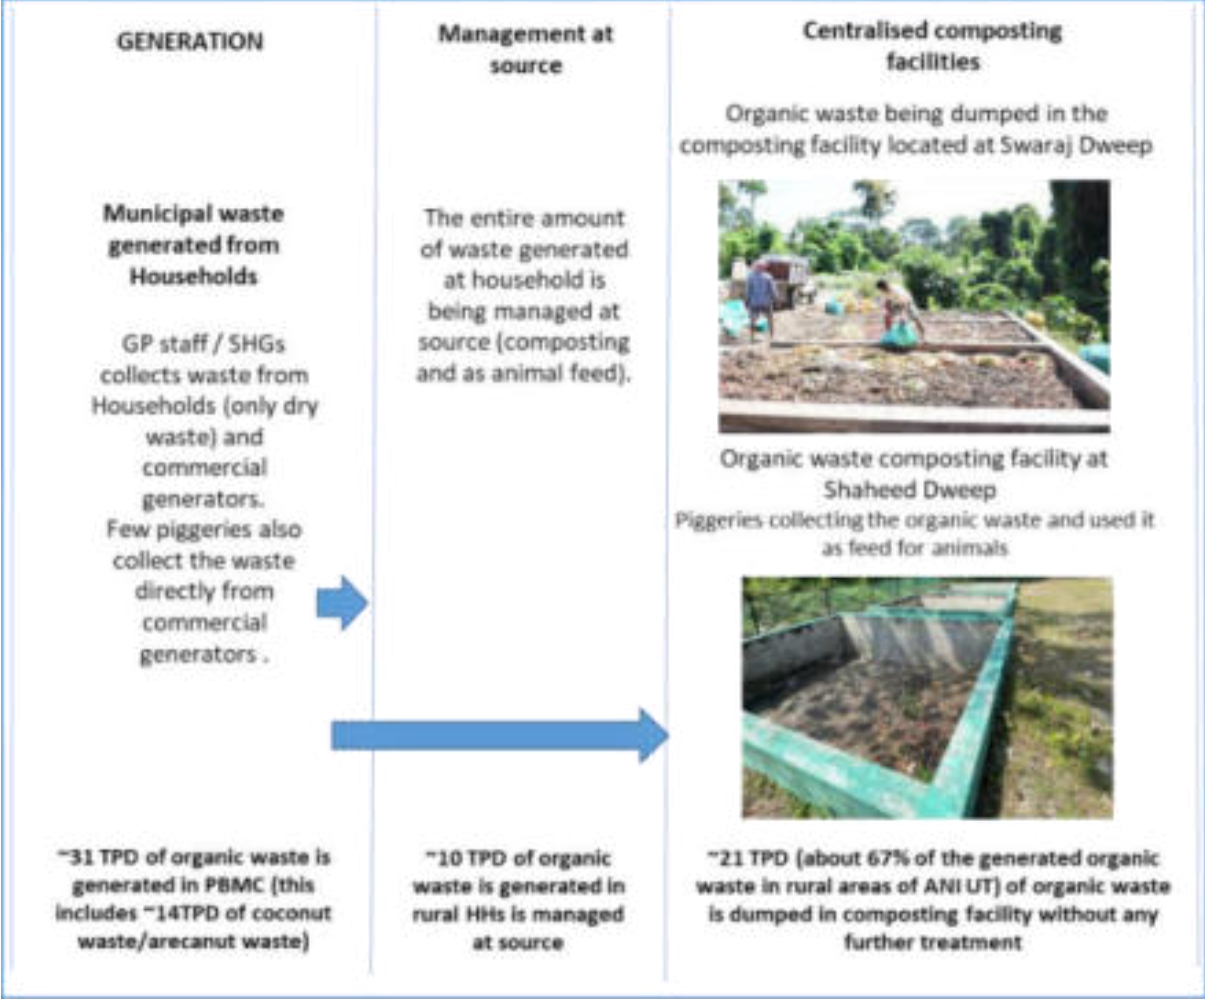 GENERATION
Municipal waste
generated from
Households
GP staff / SHGs
collects waste from
Households (only dry
waste) and
commercial
generators.
Few piggeries also
collect the waste
directly from
commercial
generators .
~31 TPD of organic waste is
generated in PBMC (this
includes ~14TPD of coconut
waste/arecanut waste)
Management at
source
The entire amount
of waste generated
at household is
being managed at
source (composting
and as animal feed).
~10 TPD of organic
waste is generated in
rural HHs is managed
at source
Centralised composting
facilities
Organic waste being dumped in the
composting facility located at Swaraj Dweep
Organic waste composting facility at
Shaheed Dweep
Piggeries collecting the organic waste and used it
as feed for animals
~21 TPD (about 67% of the generated organic
waste in rural areas of ANI UT) of organic waste
is dumped in composting facility without any
further treatment